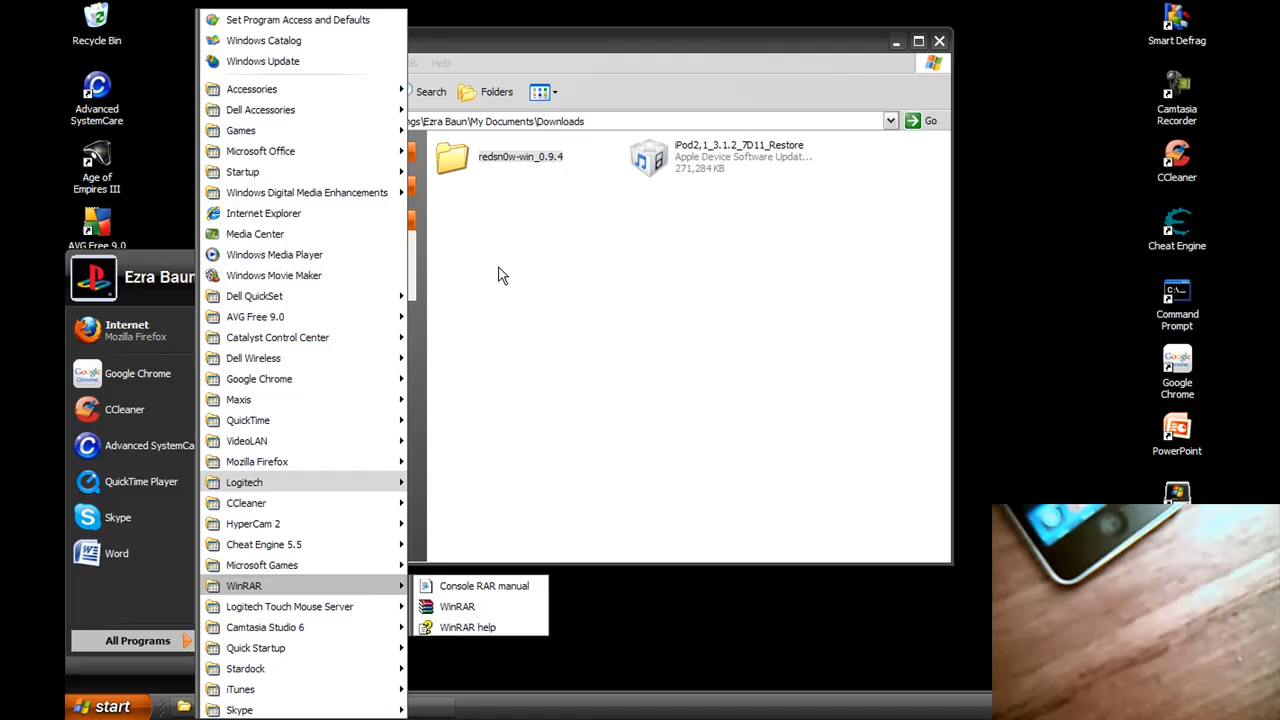 Recycle Bin
Advanced
SystemCare
Age of
Empires III
AVG Free 9.0
Ezra Baun
Internet
Mozilla Firefox
Google Chrome
CCleaner
Advanced SystemCa
QuickTime Player
Skype
Word
All Programs
start
Set Program Access and Defaults
Windows Catalog
Windows Update
Accessories
Dell Accessories
Games
Microsoft Office
Startup
Windows Digital Media Enhancements
Internet Explorer
Media Center
Windows Media Player
Windows Movie Maker
Dell QuickSet
AVG Free 9.0
Catalyst Control Center
Dell Wireless
Google Chrome
Maxis
QuickTime
VideoLAN
Mozilla Firefox
Logitech
CCleaner
HyperCam 2
Cheat Engine 5.5
Microsoft Games
WinRAR
Logitech Touch Mouse Server
Camtasia Studio 6
Quick Startup
Stardock
iTunes
Skype
Console RAR manual
WinRAR
WinRAR help
ols Help
Search Folders
ngs\Ezra Baun\My Documents\Downloads Go
redsn0w-win_0.9.4
iPod2,1_3.1.2_7D11_Restore
Apple Device Software Updat...
271,284 KB
Smart Defrag
Camtasia
Recorder
CCleaner
Cheat Engine
Command
Prompt
Google
Chrome
PowerPoint